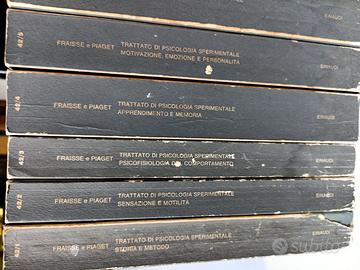 EINAUDI
42/5 FRAISSE e PIAGET TRATTATO DI PSICOLOGIA SPERIMENTALE
MOTIVAZIONE, EMOZIONE E PERSONALITÀ EINAUDI
42/4 FRAISSE e PIAGET TRATTATO DI PSICOLOGIA SPERIMENTALE
APPRENDIMENTO E MEMORIA EINAUDI
42/3 FRAISSE e PIAGET TRATTATO DI PSICOLOGIA SPERIMENTALE
PSICOFISIOLOGIA DEL COMPORTAMENTO EINAUDI
42/2 FRAISSE e PIAGET TRATTATO DI PSICOLOGIA SPERIMENTALE
SENSAZIONE E MOTILITÀ EINAUDI
42/1 FRAISSE e PIAGET TRATTATO DI PSICOLOGIA SPERIMENTALE
STORIA E METODO EINAUDI
subito